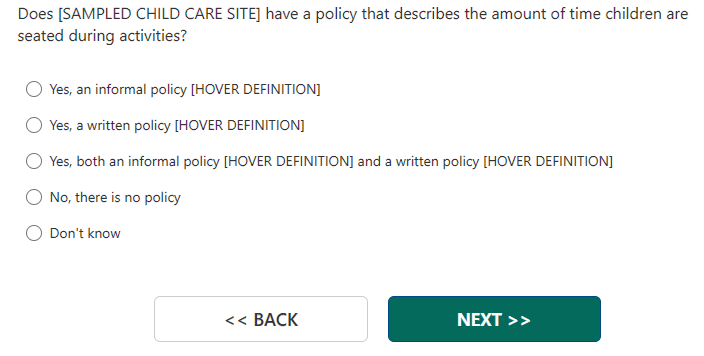 Does [SAMPLED CHILD CARE SITE] have a policy that describes the amount of time children are
seated during activities?
Yes, an informal policy [HOVER DEFINITION]
Yes, a written policy [HOVER DEFINITION]
Yes, both an informal policy [HOVER DEFINITION] and a written policy [HOVER DEFINITION]
No, there is no policy
Don't know
<< BACK
NEXT >>